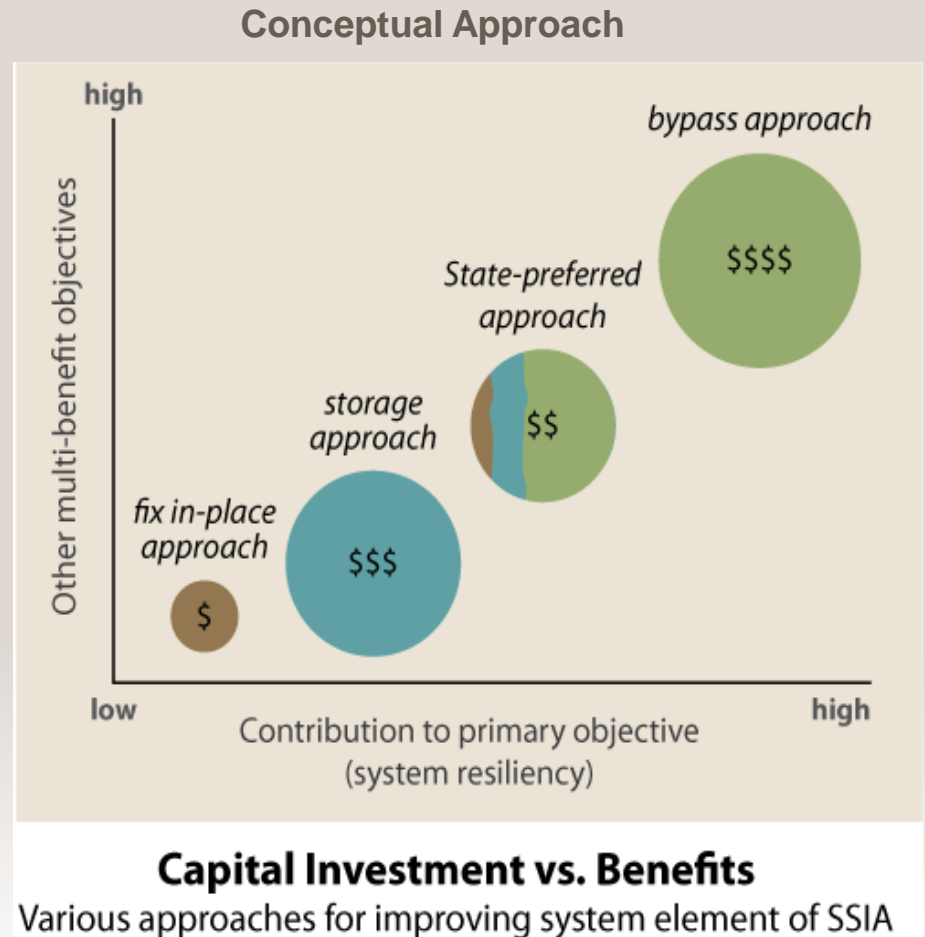 Conceptual Approach
high
bypass approach
$$$$
State-preferred
approach
$$
storage
approach
$$$
fix in-place
approach
$
Other multi-benefit objectives
low
high
Contribution to primary objective
(system resiliency)
Capital Investment vs. Benefits
Various approaches for improving system element of SSIA